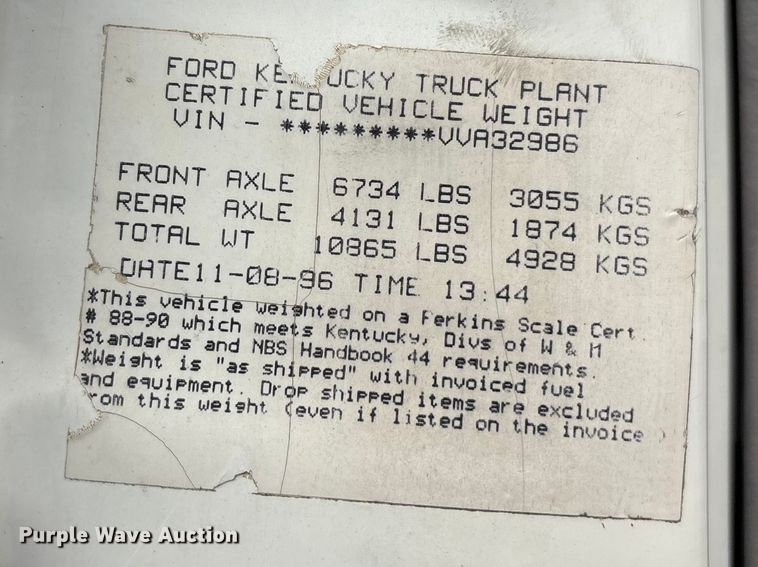 FORD KE UCKY TRUCK PLANT
CERTIFIED VEHICLE WEIGHT
VIN - *********VVA32986
FRONT AXLE 6734 LBS 3055 KGS
REAR AXLE 4131 LBS 1874 KGS
TOTAL WT 10865 LBS 4928 KGS
DATE11-08-96 TIME 13:44
*This vehicle weighted on a Perkins Scale Cert.
# 88-90 which meets Kentucky, Divs of W & M
Standards and NBS Handbook 44 requirements.
*Weight is "as shipped" with invoiced fuel
and equipment. Drop shipped items are excluded
rom this weight (even if listed on the invoice )
Purple Wave Auction